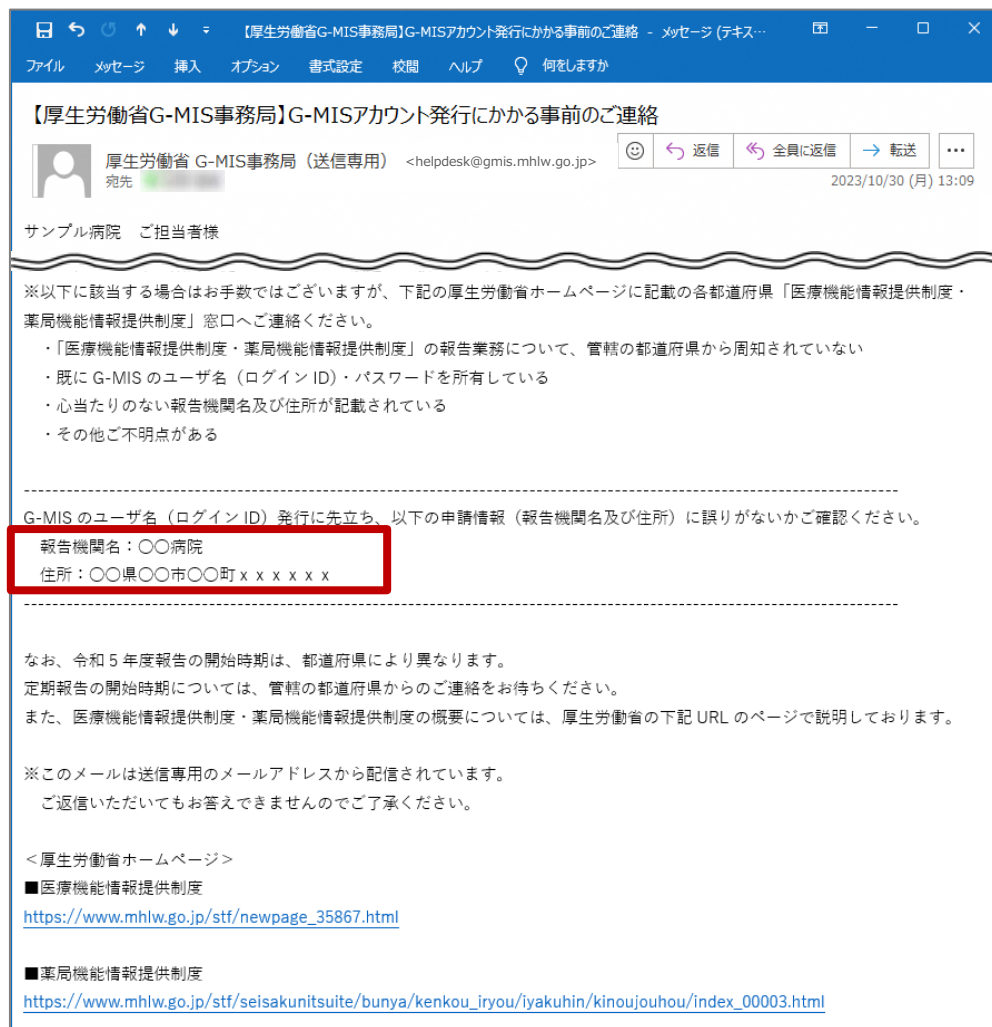 【厚生労働省G-MIS事務局】G-MISアカウント発行にかかる事前のご連絡 - メッセージ (テキス…
ファイル メッセージ 挿入 オプション 書式設定 校閲 ヘルプ 何をしますか
【厚生労働省G-MIS事務局】G-MISアカウント発行にかかる事前のご連絡
厚生労働省 G-MIS事務局（送信専用） <helpdesk@gmis.mhlw.go.jp>
返信 全員に返信 転送
宛先
2023/10/30 (月) 13:09
サンプル病院　ご担当者様
※以下に該当する場合はお手数ではございますが、下記の厚生労働省ホームページに記載の各都道府県「医療機能情報提供制度・
薬局機能情報提供制度」窓口へご連絡ください。
・「医療機能情報提供制度・薬局機能情報提供制度」の報告業務について、管轄の都道府県から周知されていない
・既に G-MIS のユーザ名（ログイン ID）・パスワードを所有している
・心当たりのない報告機関名及び住所が記載されている
・その他ご不明点がある
G-MIS のユーザ名（ログイン ID）発行に先立ち、以下の申請情報（報告機関名及び住所）に誤りがないかご確認ください。
報告機関名：〇〇病院
住所：〇〇県〇〇市〇〇町ｘｘｘｘｘｘ
なお、令和５年度報告の開始時期は、都道府県により異なります。
定期報告の開始時期については、管轄の都道府県からのご連絡をお待ちください。
また、医療機能情報提供制度・薬局機能情報提供制度の概要については、厚生労働省の下記 URL のページで説明しております。
※このメールは送信専用のメールアドレスから配信されています。
ご返信いただいてもお答えできませんのでご了承ください。
＜厚生労働省ホームページ＞
■医療機能情報提供制度
https://www.mhlw.go.jp/stf/newpage_35867.html
■薬局機能情報提供制度
https://www.mhlw.go.jp/stf/seisakunitsuite/bunya/kenkou_iryou/iyakuhin/kinoujouhou/index_00003.html